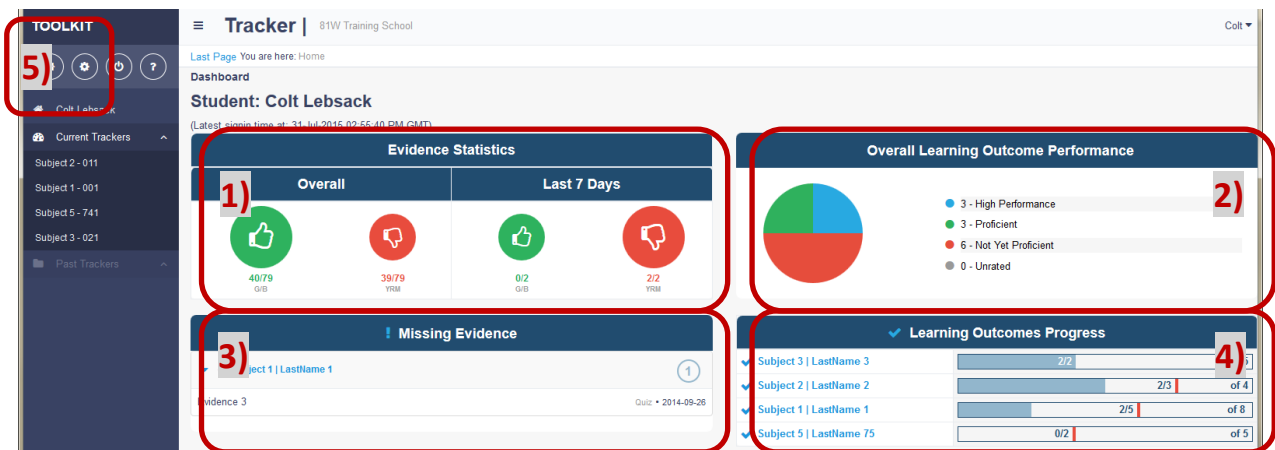 TOOLKIT
≡ Tracker | 81W Training School
Colt
5)
?
Last Page You are here: Home
Dashboard
Student: Colt Lebsack
(Latest signin time at: 31-Jul-2015 02:55:40 PM GMT)
Colt Lebsack
Current Trackers
Subject 2 - 011
Subject 1 - 001
Subject 5 - 741
Subject 3 - 021
Past Trackers
1)
Evidence Statistics
Overall
Last 7 Days
40/79
G/B
39/79
YRM
0/2
G/B
2/2
YRM
2)
Overall Learning Outcome Performance
3 - High Performance
3 - Proficient
6 - Not Yet Proficient
0 - Unrated
3)
! Missing Evidence
1 | LastName 1
1
Evidence 3
Quiz • 2014-09-26
4)
Learning Outcomes Progress
Subject 3 | LastName 3
2/2
Subject 2 | LastName 2
2/3
of 4
Subject 1 | LastName 1
2/5
of 8
Subject 5 | LastName 75
0/2
of 5